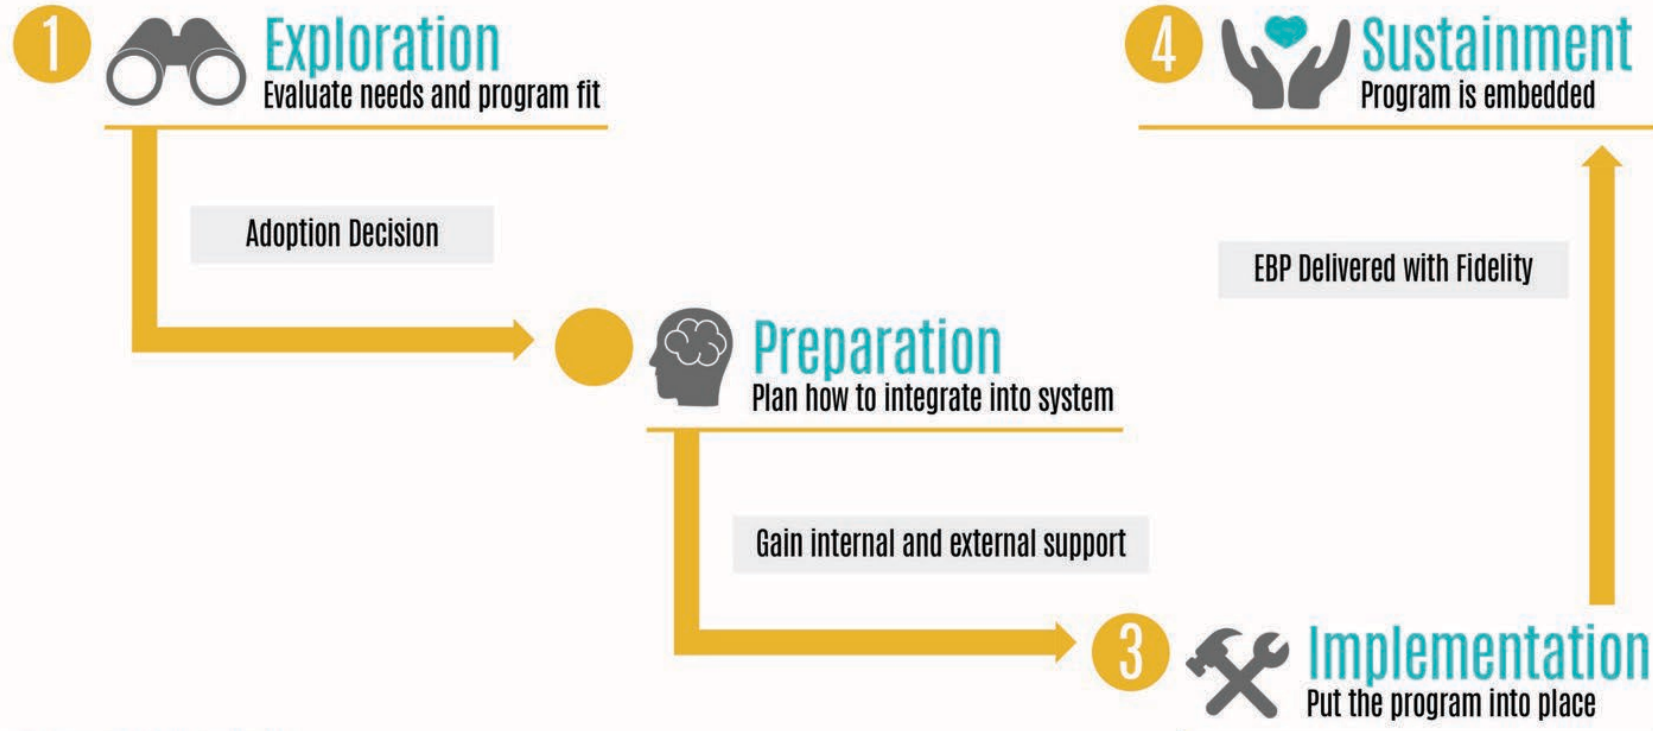 1
Exploration
Evaluate needs and program fit
Adoption Decision
Preparation
Plan how to integrate into system
Gain internal and external support
3
Implementation
Put the program into place
EBP Delivered with Fidelity
4
Sustainment
Program is embedded